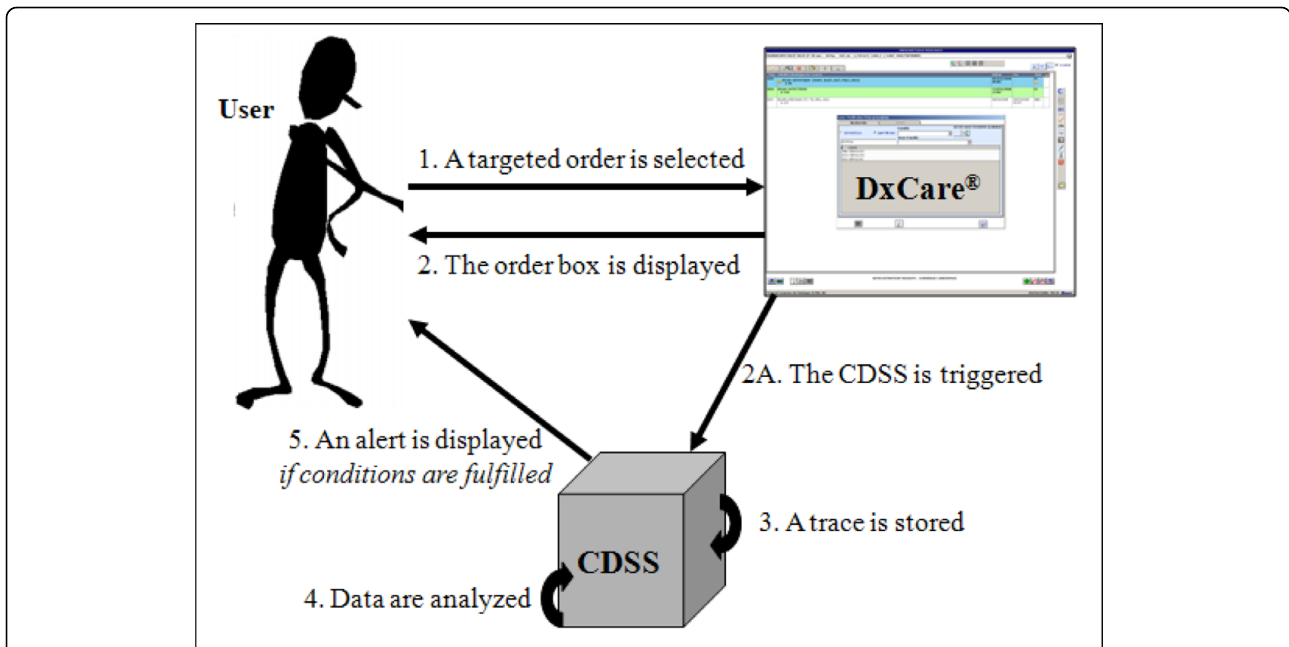 User
1. A targeted order is selected
DxCare®
2. The order box is displayed
2A. The CDSS is triggered
5. An alert is displayed
if conditions are fulfilled
3. A trace is stored
CDSS
4. Data are analyzed